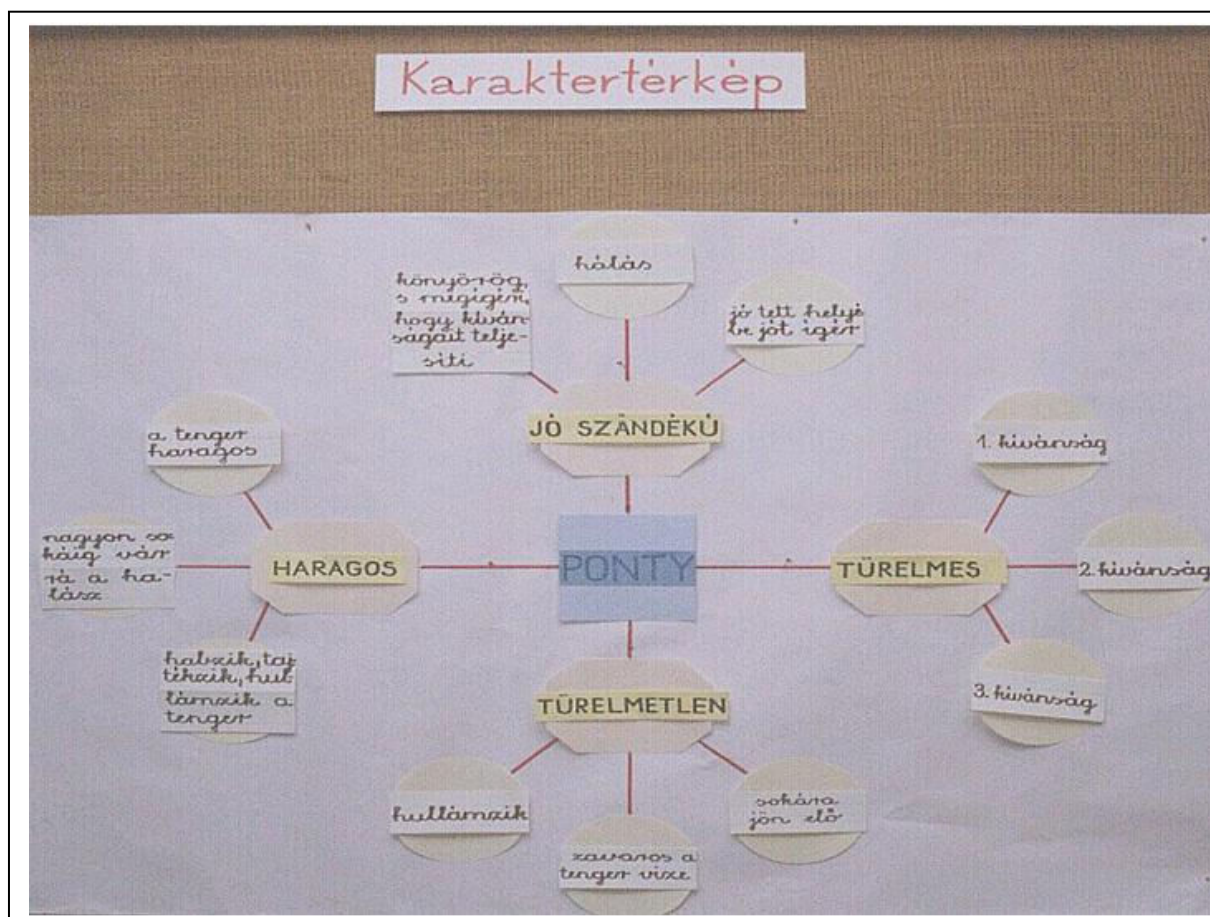 Karaktertérkép
hálás
könyörög,
s megígéri,
hogy kíván-
ságait telje-
síti
jó tett helyé
be jót ígér
JÓ SZÁNDÉKÚ
a tenger
haragos
nagyon so
káig vár
rá a ha-
lász
habzik, taj
tékzik, hul
lámzik a
tenger
HARAGOS
PONTY
TÜRELMES
1. kívánság
2. kívánság
3. kívánság
TÜRELMETLEN
hullámzik
zavaros a
tenger vize
sokára
jön elő